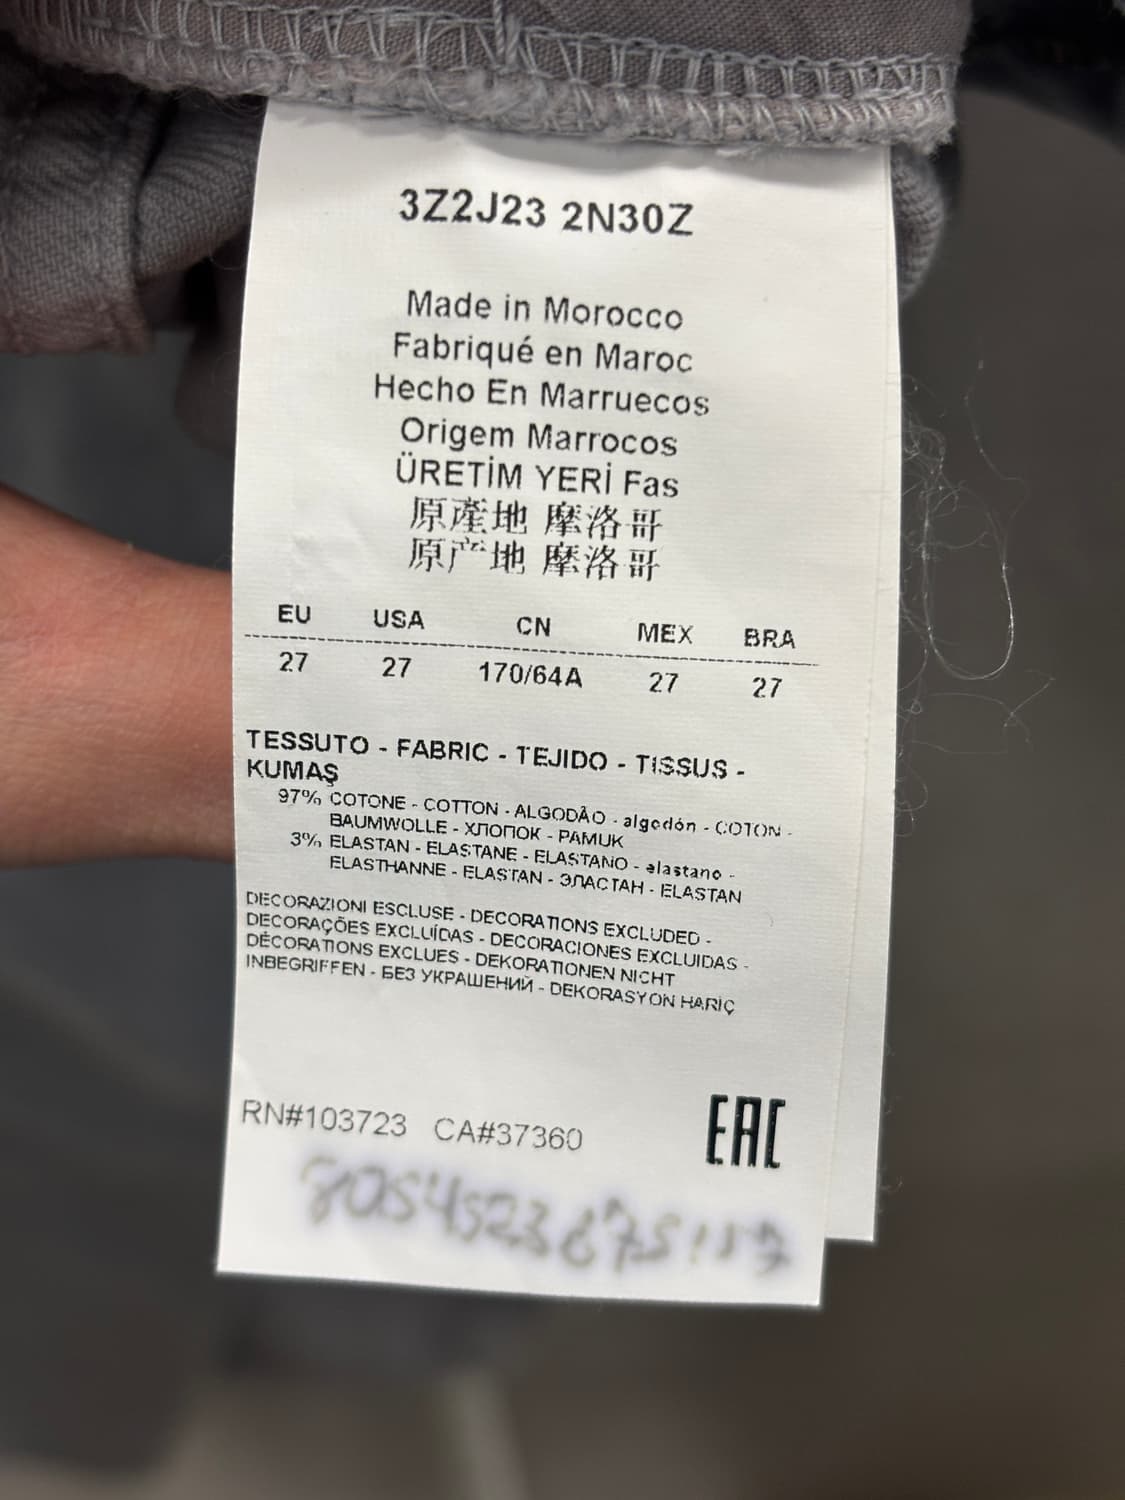 3Z2J23 2N30Z
Made in Morocco
Fabriqué en Maroc
Hecho En Marruecos
Origem Marrocos
ÜRETİM YERİ Fas
原產地 摩洛哥
原产地 摩洛哥
EU USA CN MEX BRA
27 27 170/64A 27 27
TESSUTO - FABRIC - TEJIDO - TISSUS -
KUMAŞ
97% COTONE - COTTON - ALGODÃO - algodón - COTON -
BAUMWOLLE - ХЛОПОК - PAMUK
3% ELASTAN - ELASTANE - ELASTANO - elastano -
ELASTHANNE - ELASTAN - ЭЛАСТАН - ELASTAN
DECORAZIONI ESCLUSE - DECORATIONS EXCLUDED -
DECORAÇÕES EXCLUÍDAS - DECORACIONES EXCLUIDAS -
DÉCORATIONS EXCLUES - DEKORATIONEN NICHT
INBEGRIFFEN - БЕЗ УКРАШЕНИЙ - DEKORASYON HARİÇ
RN#103723 CA#37360
EAC